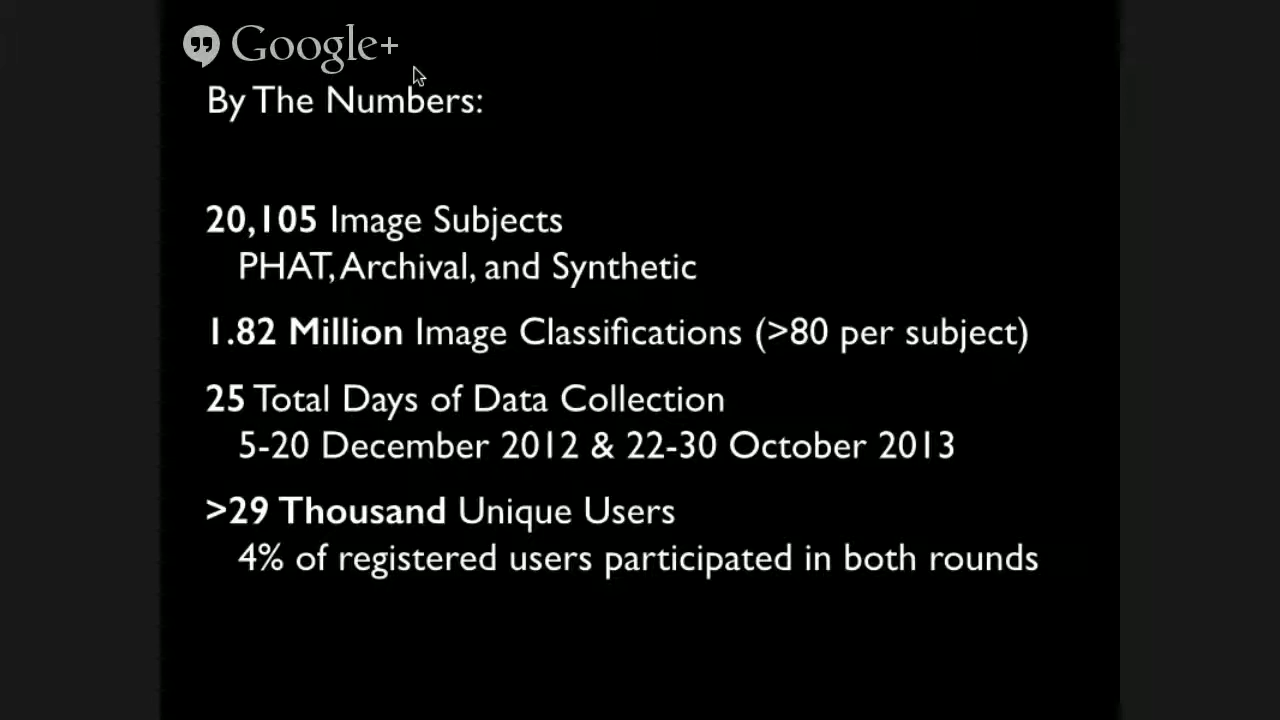 Google+
By The Numbers:
20,105 Image Subjects
PHAT, Archival, and Synthetic
1.82 Million Image Classifications (>80 per subject)
25 Total Days of Data Collection
5-20 December 2012 & 22-30 October 2013
>29 Thousand Unique Users
4% of registered users participated in both rounds